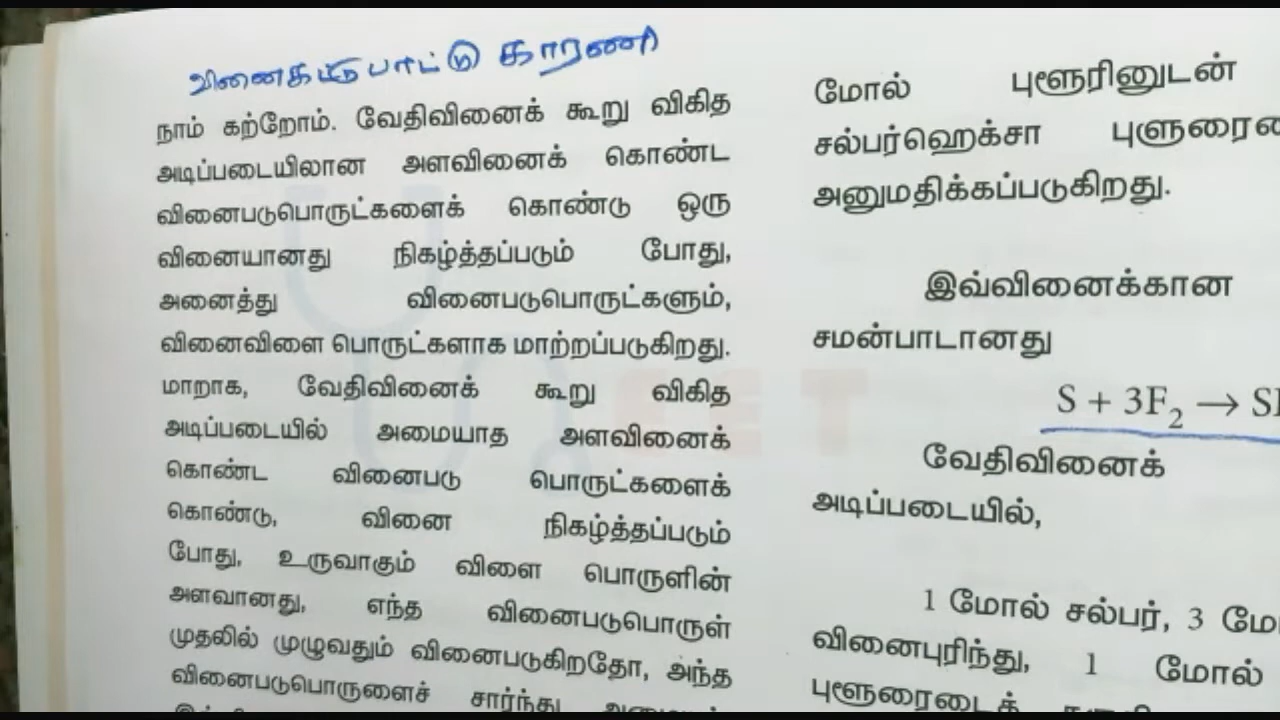 காரணி
நாம் கற்றோம். வேதிவினைக் கூறு விகித
அடிப்படையிலான அளவினைக் கொண்ட
வினைபடுபொருட்களைக் கொண்டு ஒரு
வினையானது நிகழ்த்தப்படும் போது,
அனைத்து வினைபடுபொருட்களும்,
வினைவிளை பொருட்களாக மாற்றப்படுகிறது.
மாறாக, வேதிவினைக் கூறு விகித
அடிப்படையில் அமையாத அளவினைக்
கொண்ட வினைபடு பொருட்களைக்
கொண்டு, வினை நிகழ்த்தப்படும்
போது, உருவாகும் விளை பொருளின்
அளவானது, எந்த வினைபடுபொருள்
முதலில் முழுவதும் வினைபடுகிறதோ, அந்த
வினைபடுபொருளைச் சார்ந்து
மோல் புளூரினுடன்
சல்பர்ஹெக்சா
அனுமதிக்கப்படுகிறது.
இவ்வினைக்கான
சமன்பாடானது
S + 3F₂ →
வேதிவினைக்
அடிப்படையில்,
1 மோல் சல்பர், 3
வினைபுரிந்து, 1 மோல்
புளூரைடைத்